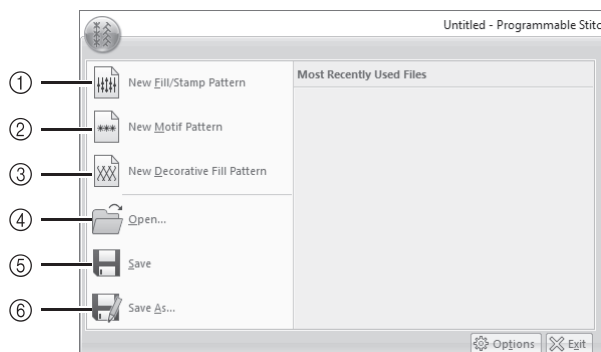 Untitled - Programmable Stitc
① New Fill/Stamp Pattern
Most Recently Used Files
② New Motif Pattern
③ New Decorative Fill Pattern
④ Open...
⑤ Save
⑥ Save As...
Options Exit